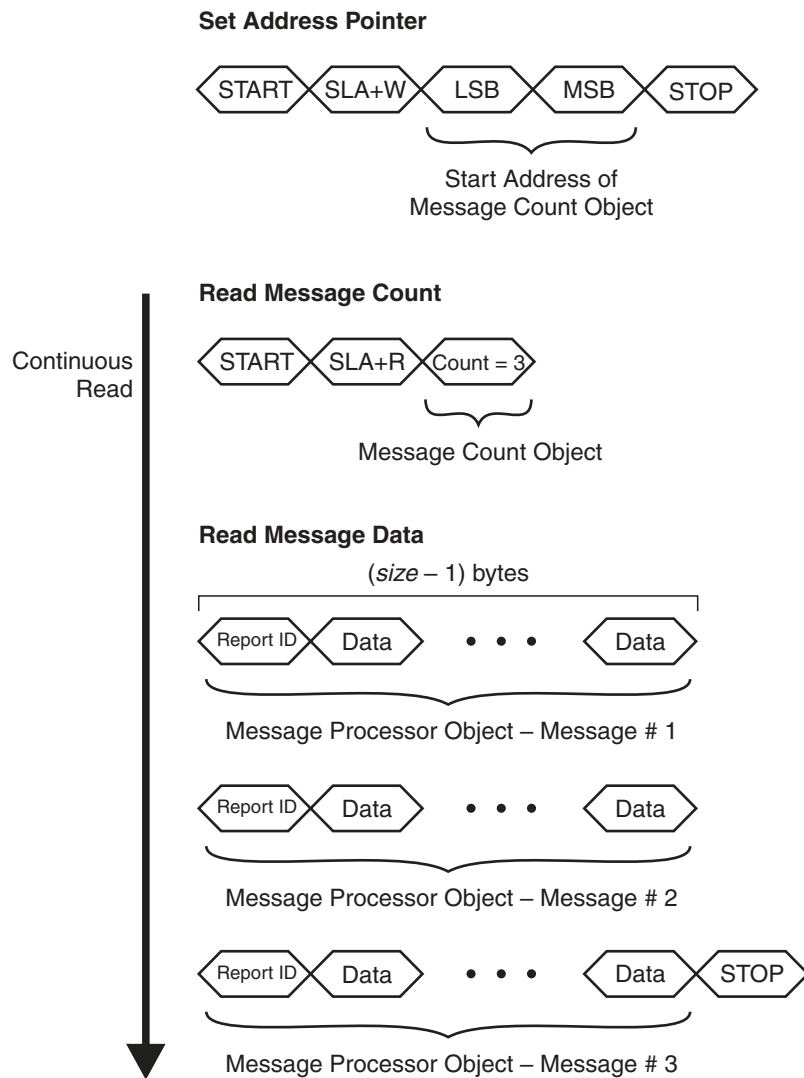 Set Address Pointer
START SLA+W LSB MSB STOP
Start Address of
Message Count Object
Read Message Count
Continuous
Read
START SLA+R Count = 3
Message Count Object
Read Message Data
(size – 1) bytes
Report ID Data • • • Data
Message Processor Object – Message # 1
Report ID Data • • • Data
Message Processor Object – Message # 2
Report ID Data • • • Data STOP
Message Processor Object – Message # 3